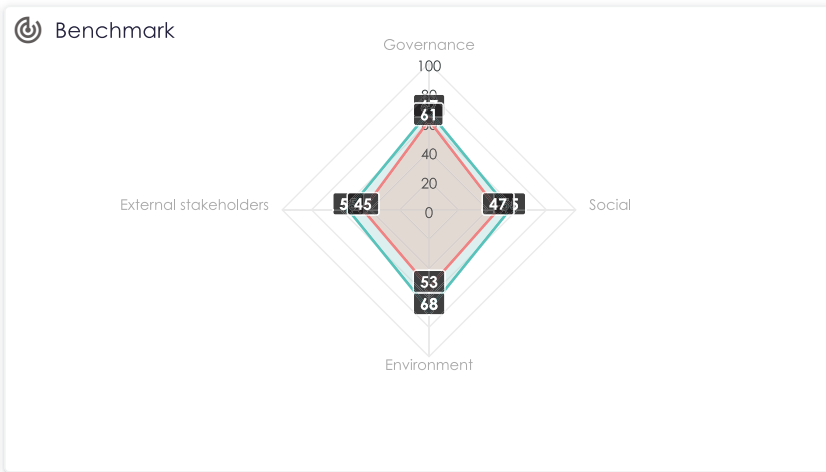 Benchmark
Governance
100
61
40
20
0
External stakeholders
45
47
Social
53
68
Environment